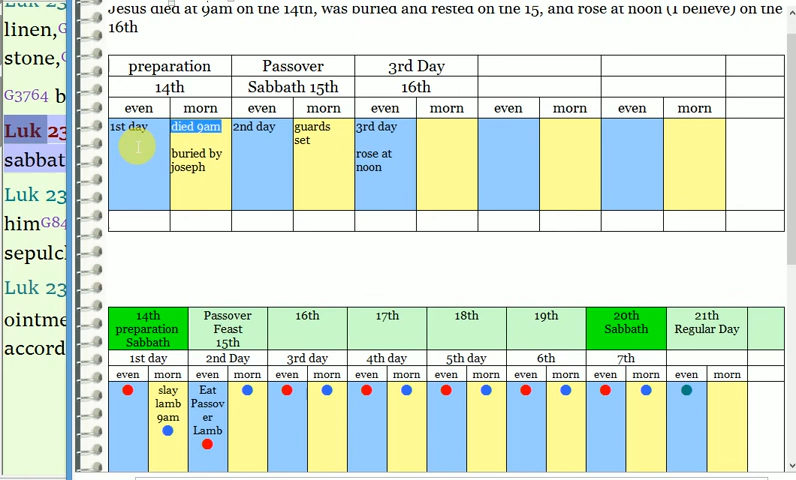 Luk 23
linen,G
stone,G
G3764 b
Luk 23
sabbat
Luk 23
himG84
sepulc
Luk 23
ointme
accord
Jesus died at 9am on the 14th, was buried and rested on the 15, and rose at noon (I believe) on the
16th
preparation Passover 3rd Day
14th Sabbath 15th 16th
even morn even morn even morn even morn even morn
1st day died 9am 2nd day guards 3rd day
set
buried by rose at
joseph noon
14th Passover 16th 17th 18th 19th 20th 21th
preparation Feast Sabbath Regular Day
Sabbath 15th
1st day 2nd Day 3rd day 4th day 5th day 6th 7th
even morn even morn even morn even morn even morn even morn even morn even morn
slay Eat
lamb Passov
9am er
Lamb